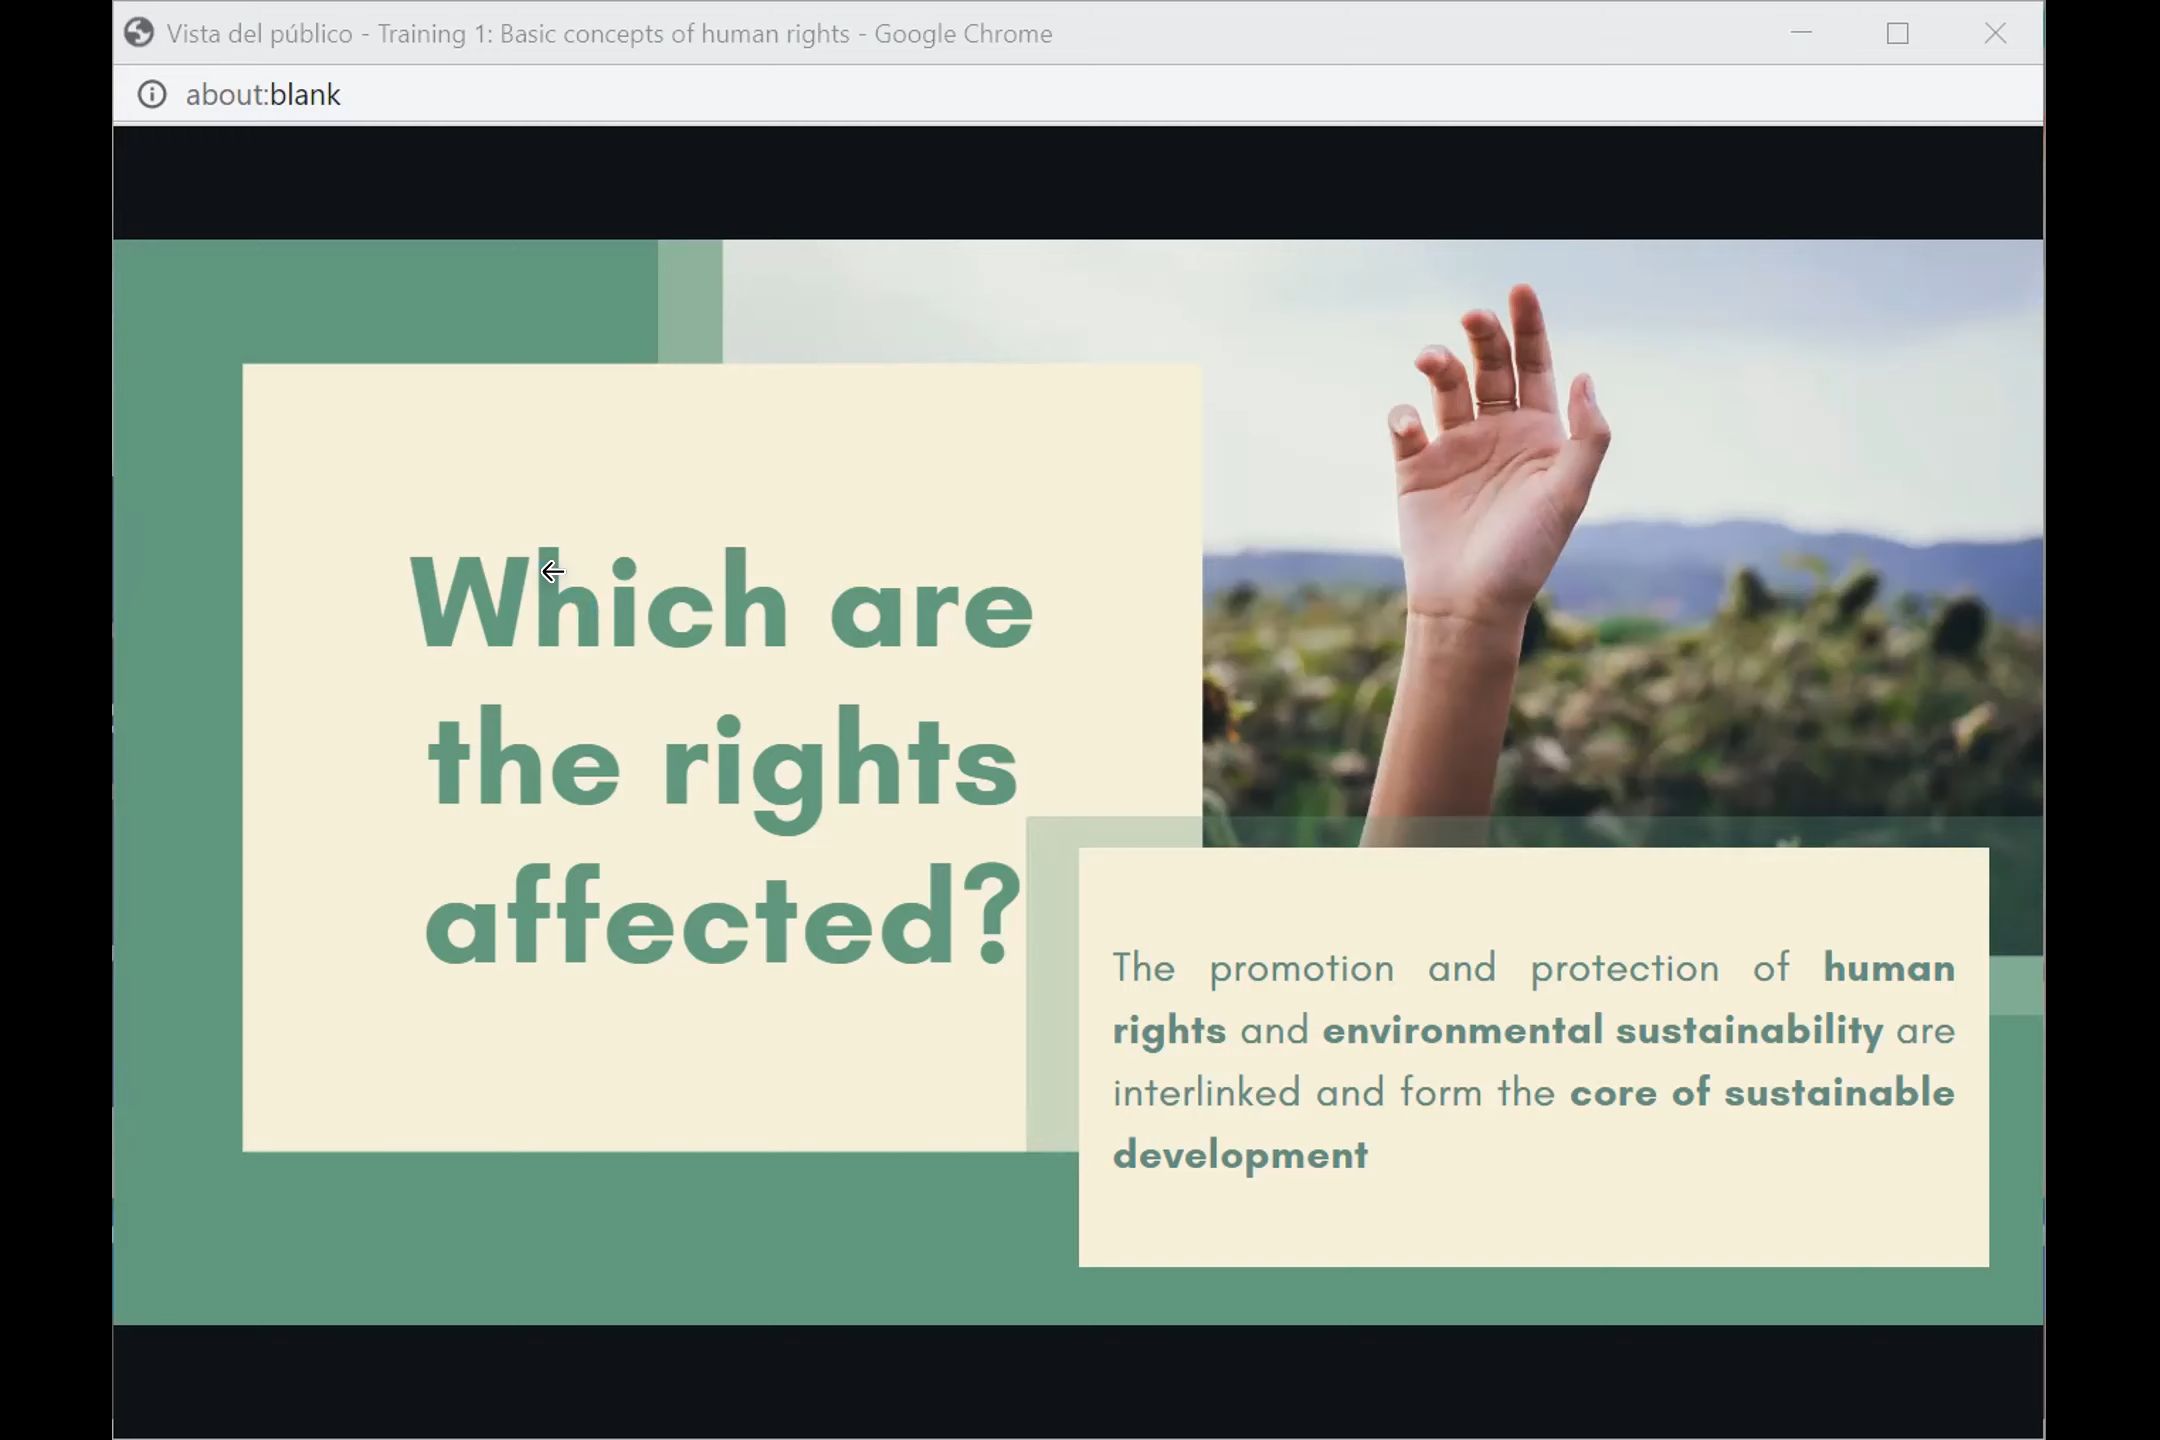 Vista del público - Training 1: Basic concepts of human rights - Google Chrome
about:blank
Which are
the rights
affected?
The promotion and protection of human
rights and environmental sustainability are
interlinked and form the core of sustainable
development